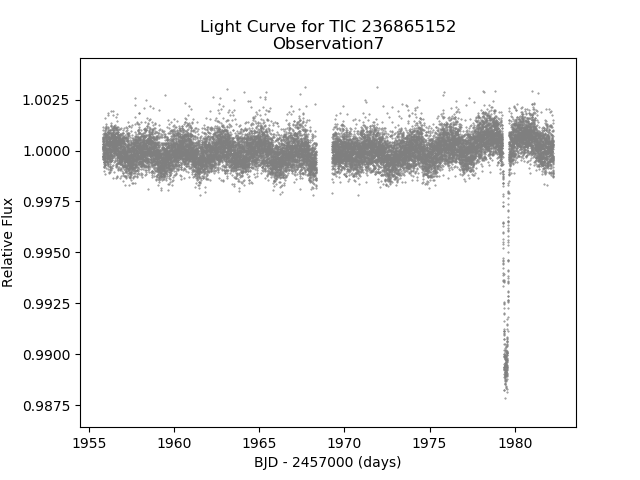 Light Curve for TIC 236865152
Observation7
1.0025
1.0000
0.9975
0.9950
0.9925
0.9900
0.9875
Relative Flux
1955 1960 1965 1970 1975 1980
BJD - 2457000 (days)